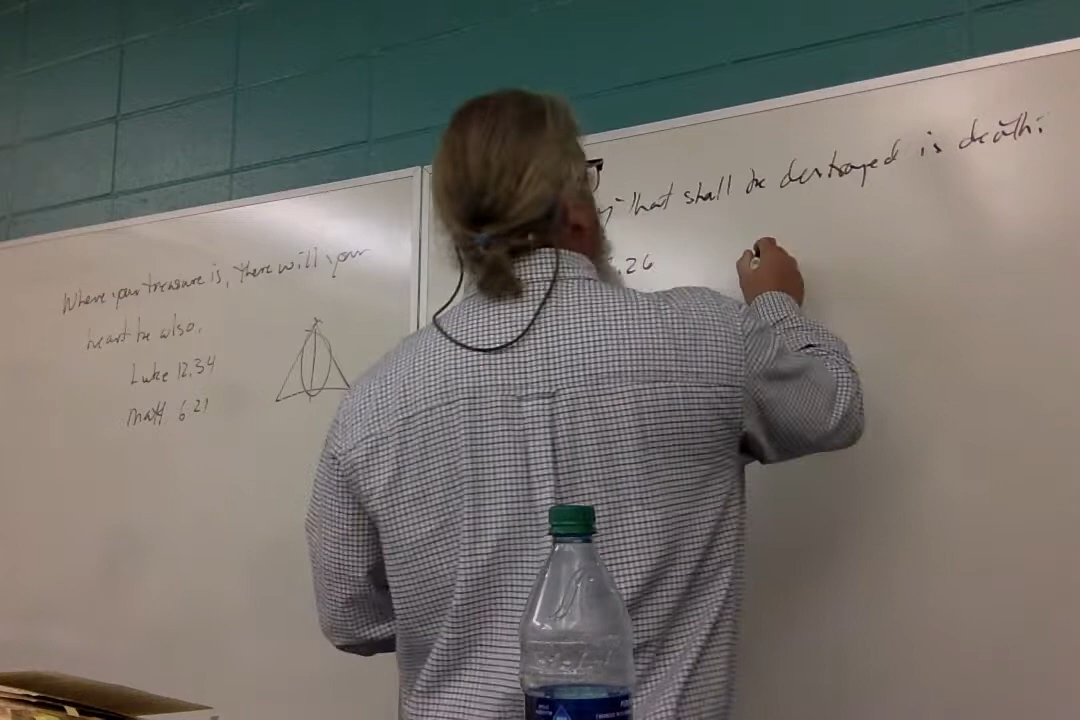 Where your treasure is, there will your
heart be also.
Luke 12.34
Matt 6 21
that shall be destroyed is death.
.26